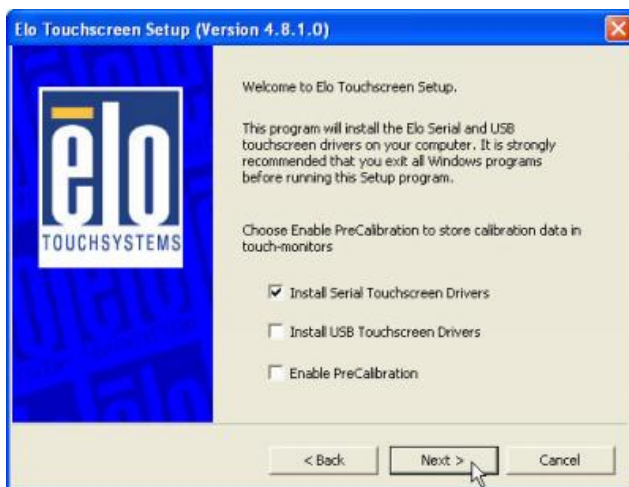 Elo Touchscreen Setup (Version 4.8.1.0)
ēlo
TOUCHSYSTEMS
Welcome to Elo Touchscreen Setup.
This program will install the Elo Serial and USB
touchscreen drivers on your computer. It is strongly
recommended that you exit all Windows programs
before running this Setup program.
Choose Enable PreCalibration to store calibration data in
touch-monitors
Install Serial Touchscreen Drivers
Install USB Touchscreen Drivers
Enable PreCalibration
< Back
Next >
Cancel